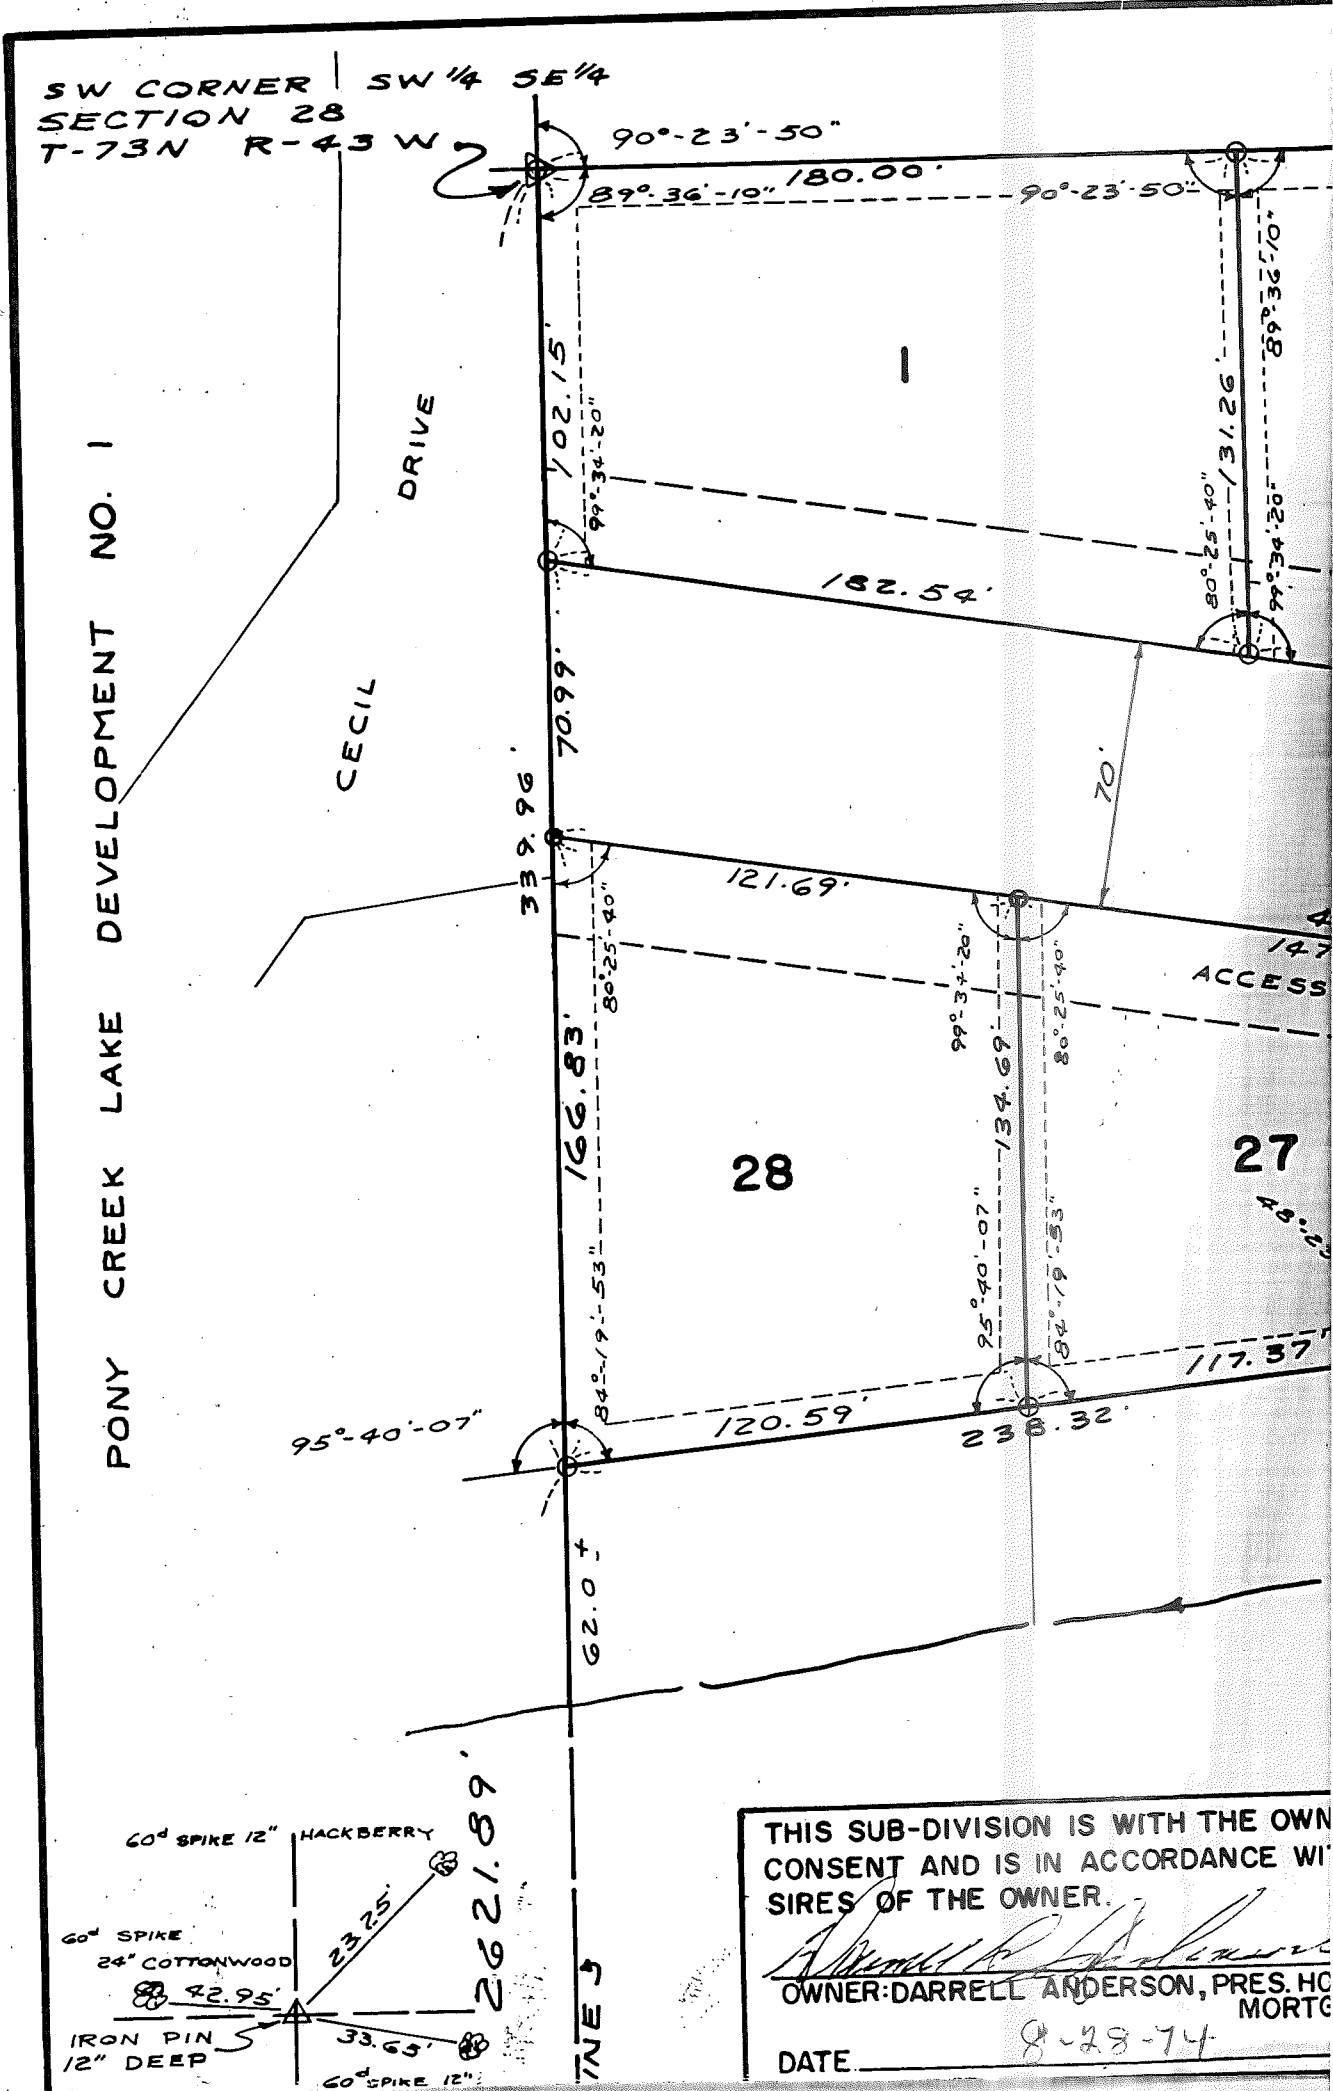 SW CORNER SW 1/4 SE 1/4
SECTION 28
T-73N R-43 W
90°-23'-50"
180.00'
89°-36'-10"
90°-23'-50"
89°-36'-10"
102.15'
99°-34'-20"
1
131.26'
80°-25'-40"
99°-34'-20"
182.54'
DRIVE
CECIL
PONY CREEK LAKE DEVELOPMENT NO. 1
70.99'
339.96'
70'
121.69'
80°-25'-40"
99°-34'-20"
80°-25'-40"
147
ACCESS
166.83'
134.69'
28
27
95°-40'-07"
84°-19'-53"
84°-19'-53"
117.37'
95°-40'-07"
120.59'
238.32'
62.0 ±
2621.89'
60d SPIKE 12" HACKBERRY
23.25'
60d SPIKE
24" COTTONWOOD
42.95'
IRON PIN
12" DEEP
33.65'
60d SPIKE 12"
INE
THIS SUB-DIVISION IS WITH THE OWN
CONSENT AND IS IN ACCORDANCE WI
SIRES OF THE OWNER.
OWNER: DARRELL ANDERSON, PRES. HO
MORTG
8-28-74
DATE